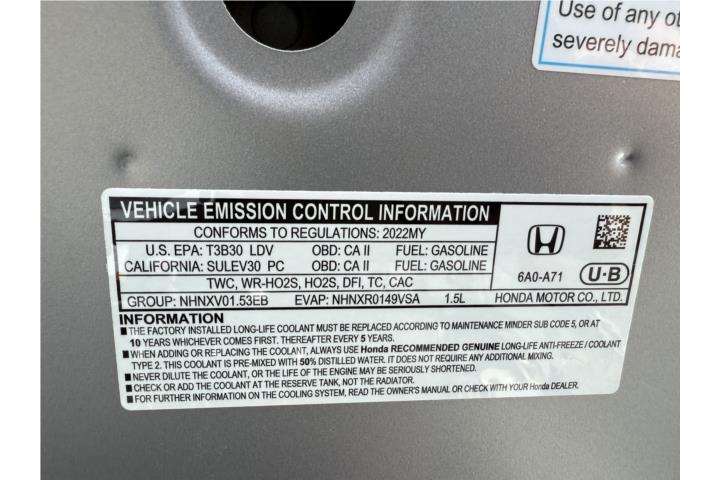 Use of any
severely
VEHICLE EMISSION CONTROL INFORMATION
CONFORMS TO REGULATIONS: 2022MY
U.S. EPA: T3B30 LDV OBD: CA II FUEL: GASOLINE
CALIFORNIA: SULEV30 PC OBD: CA II FUEL: GASOLINE
TWC, WR-HO2S, HO2S, DFI, TC, CAC
6A0-A71 U·B
GROUP: NHNXV01.53EB EVAP: NHNXR0149VSA 1.5L HONDA MOTOR CO., LTD.
INFORMATION
■THE FACTORY INSTALLED LONG-LIFE COOLANT MUST BE REPLACED ACCORDING TO MAINTENANCE MINDER SUB CODE 5, OR AT
10 YEARS WHICHEVER COMES FIRST. THEREAFTER EVERY 5 YEARS.
■WHEN ADDING OR REPLACING THE COOLANT, ALWAYS USE Honda RECOMMENDED GENUINE LONG-LIFE ANTI-FREEZE / COOLANT
TYPE 2. THIS COOLANT IS PRE-MIXED WITH 50% DISTILLED WATER. IT DOES NOT REQUIRE ANY ADDITIONAL MIXING.
■NEVER DILUTE THE COOLANT, OR THE LIFE OF THE ENGINE MAY BE SERIOUSLY SHORTENED.
■CHECK OR ADD THE COOLANT AT THE RESERVE TANK, NOT THE RADIATOR.
■FOR FURTHER INFORMATION ON THE COOLING SYSTEM, READ THE OWNER'S MANUAL OR CHECK WITH YOUR Honda DEALER.